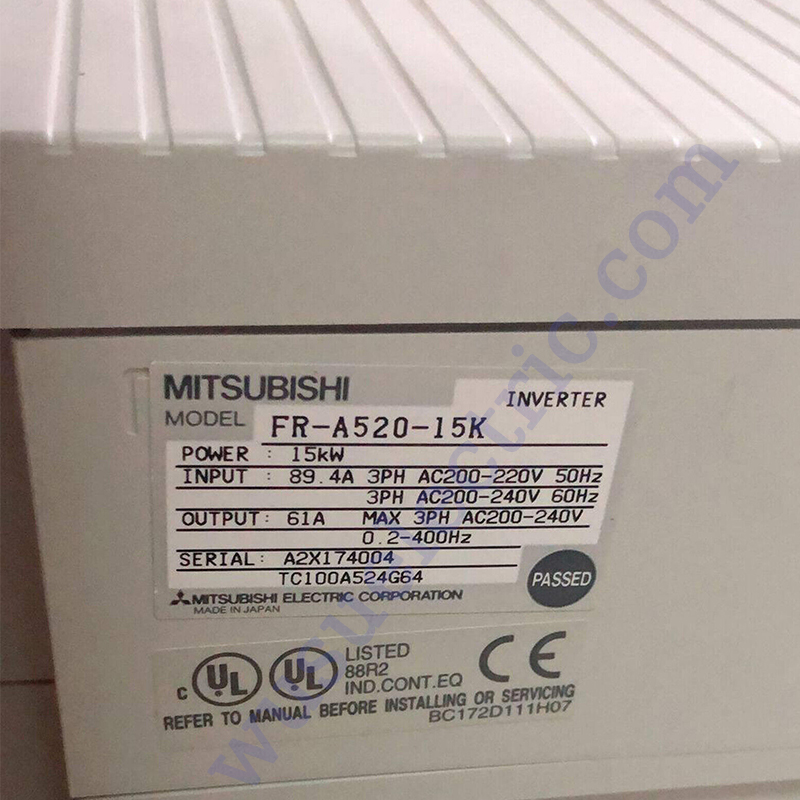 MITSUBISHI
INVERTER
MODEL FR-A520-15K
POWER : 15kW
INPUT : 89.4A 3PH AC200-220V 50Hz
3PH AC200-240V 60Hz
OUTPUT: 61A MAX 3PH AC200-240V
0.2-400Hz
SERIAL: A2X174004
TC100A524G64
PASSED
MITSUBISHI ELECTRIC CORPORATION
MADE IN JAPAN
c UL UL LISTED
88R2
IND.CONT.EQ
CE
REFER TO MANUAL BEFORE INSTALLING OR SERVICING
BC172D111H07